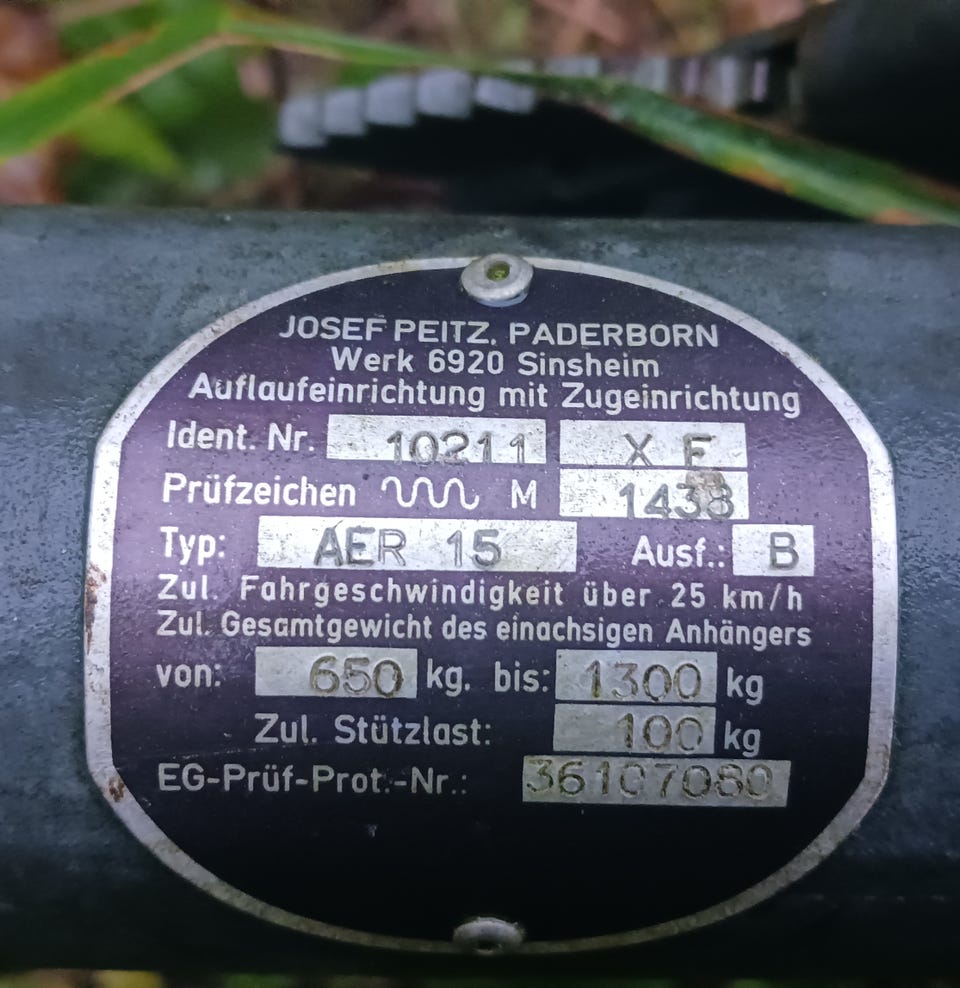 JOSEF PEITZ. PADERBORN
Werk 6920 Sinsheim
Auflaufeinrichtung mit Zugeinrichtung
Ident. Nr. 10211 X F
Prüfzeichen M 1438
Typ: AER 15 Ausf.: B
Zul. Fahrgeschwindigkeit über 25 km/h
Zul. Gesamtgewicht des einachsigen Anhängers
von: 650 kg. bis: 1300 kg
Zul. Stützlast: 100 kg
EG-Prüf-Prot.-Nr.: 36107080